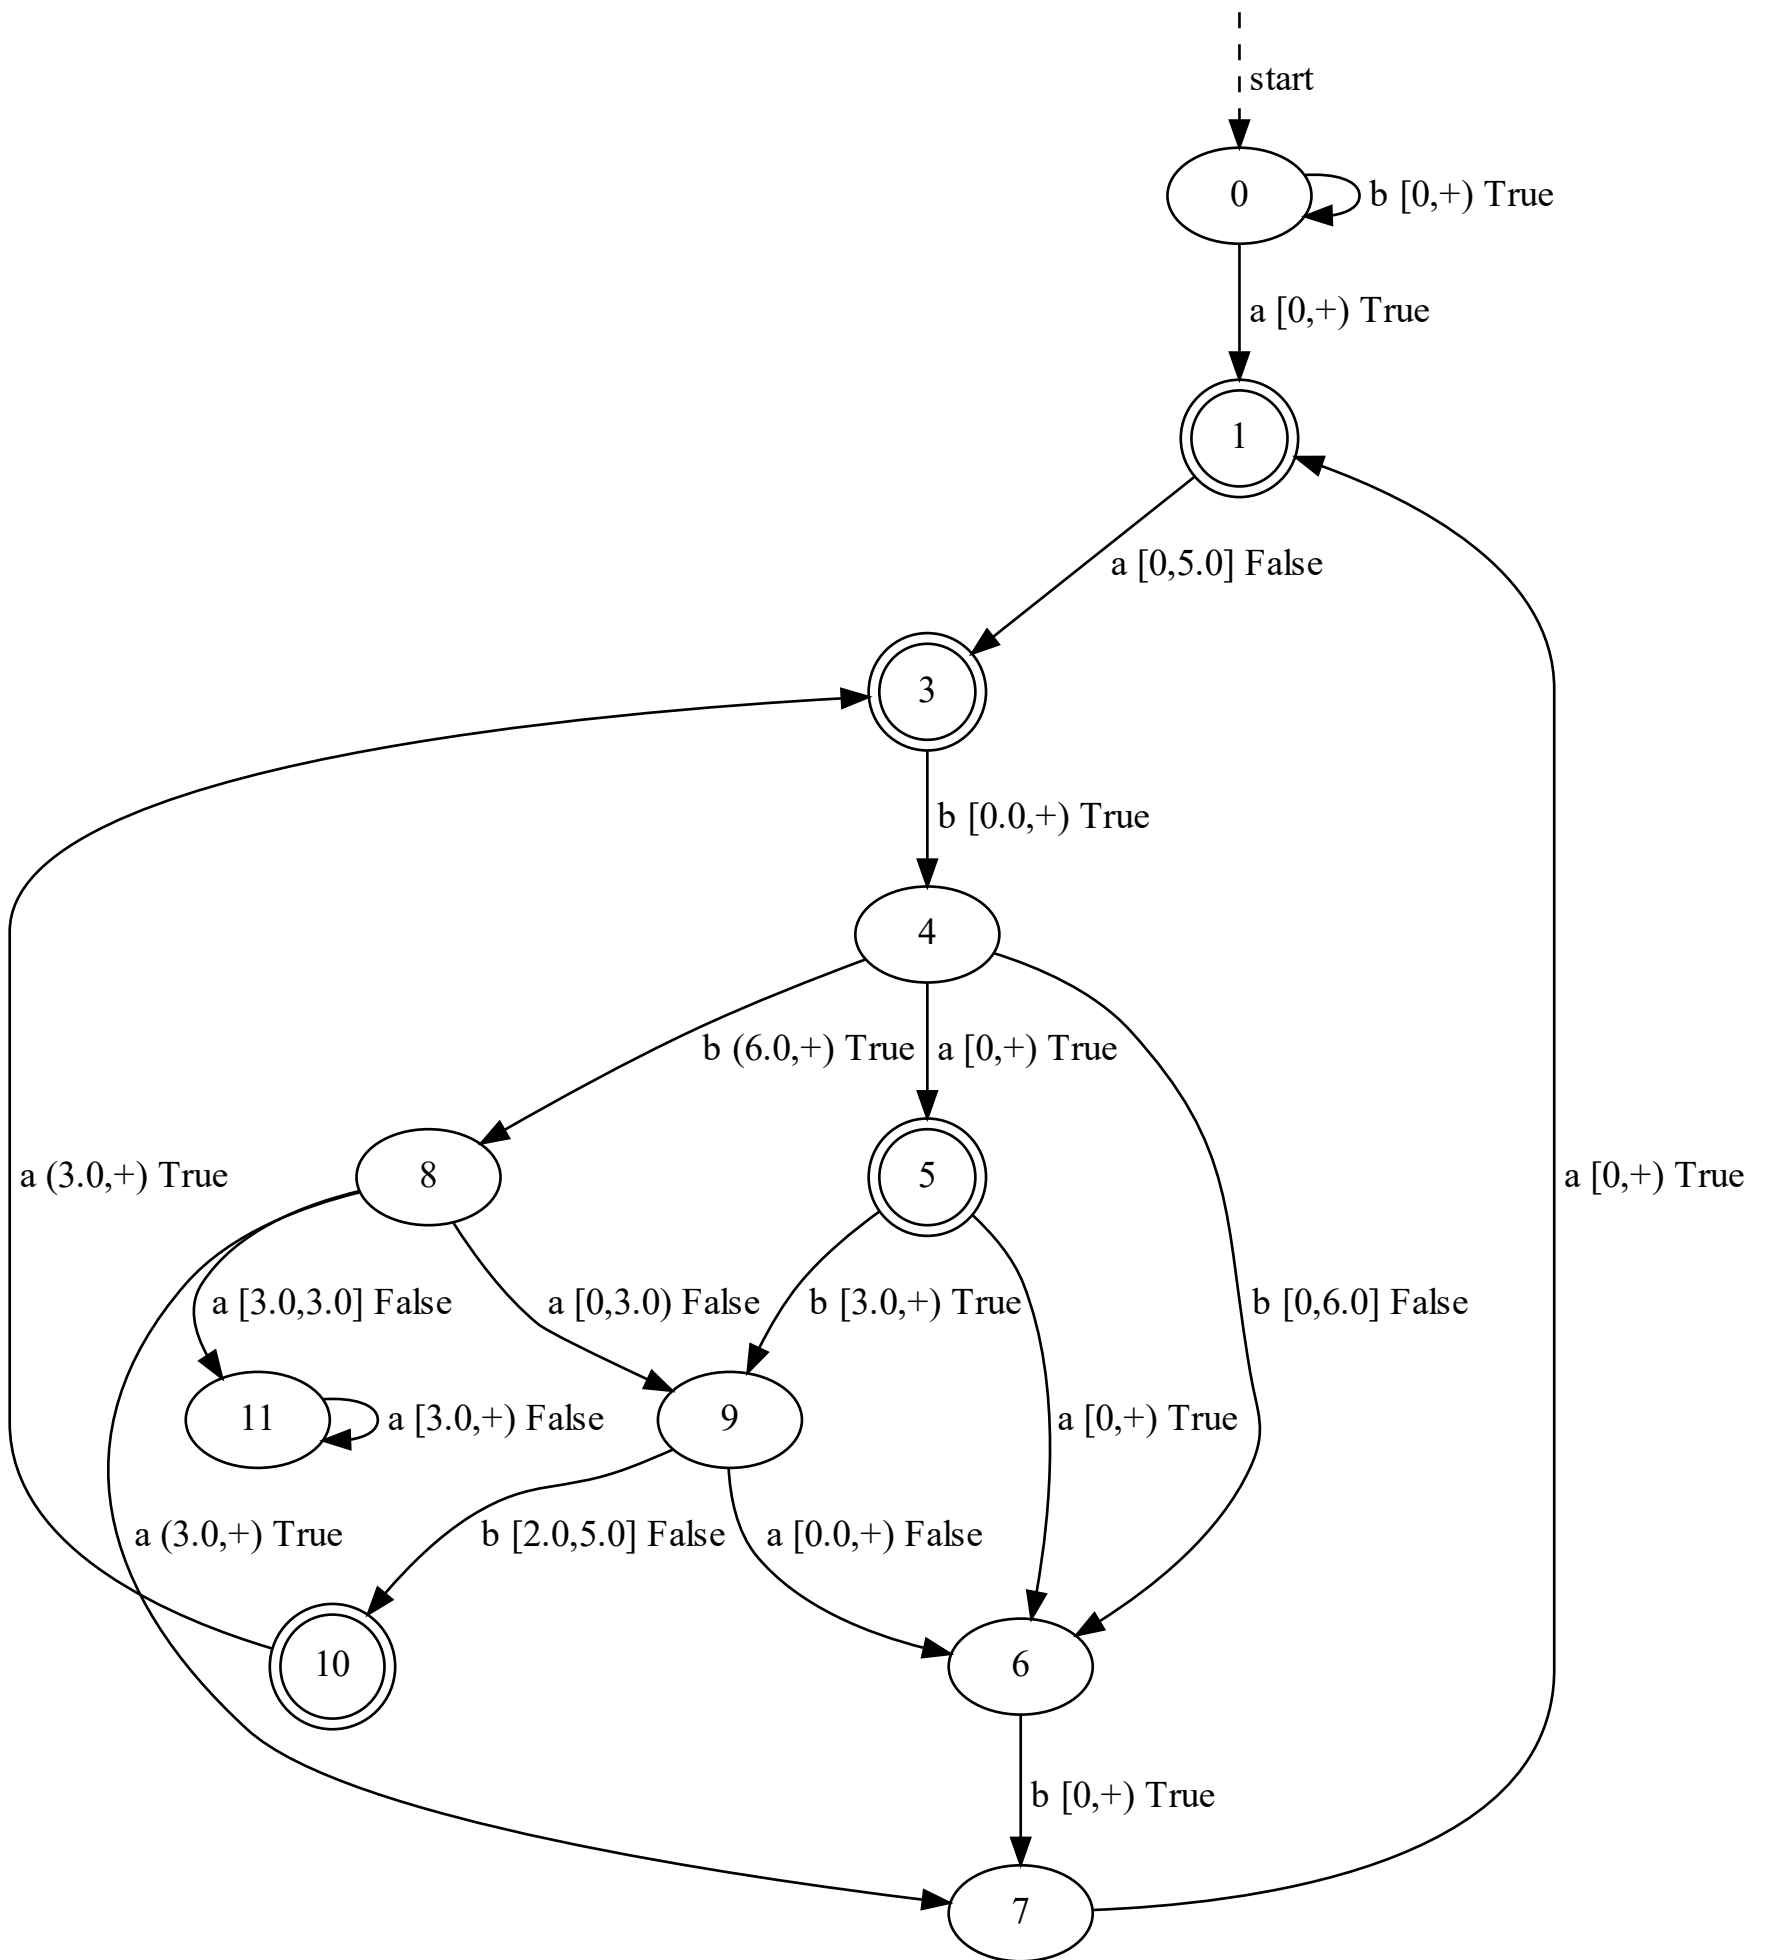 start
0
b [0,+) True
a [0,+) True
1
a [0,5.0] False
3
b [0.0,+) True
4
b (6.0,+) True
a [0,+) True
a (3.0,+) True
8
5
a [0,+) True
a [3.0,3.0] False
a [0,3.0) False
b [3.0,+) True
b [0,6.0] False
11
a [3.0,+) False
9
a [0,+) True
a (3.0,+) True
b [2.0,5.0] False
a [0.0,+) False
10
6
b [0,+) True
7